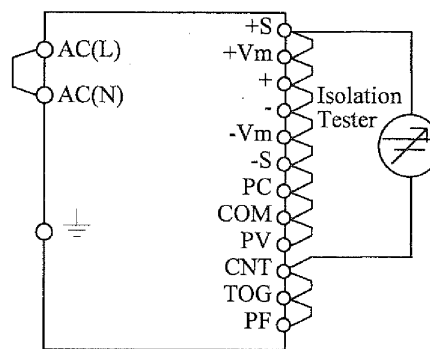 AC(L)
AC(N)
+S
+Vm
+
-
-Vm
-S
PC
COM
PV
CNT
TOG
PF
Isolation
Tester